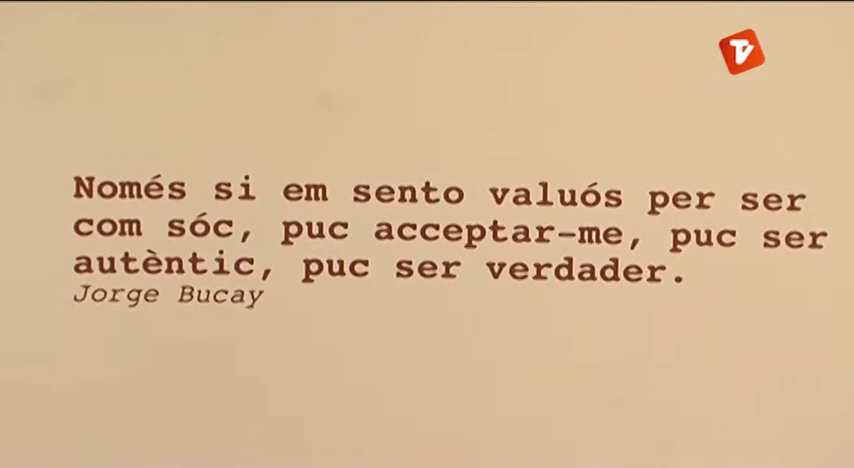 TV
Només si em sento valuós per ser
com sóc, puc acceptar-me, puc ser
autèntic, puc ser verdader.
Jorge Bucay